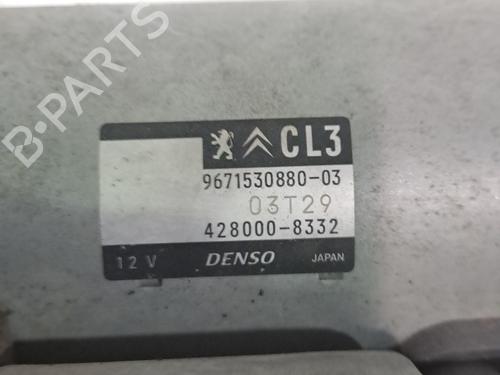 B-PARTS
CL3
9671530880-03
03T29
428000-8332
12 V DENSO JAPAN